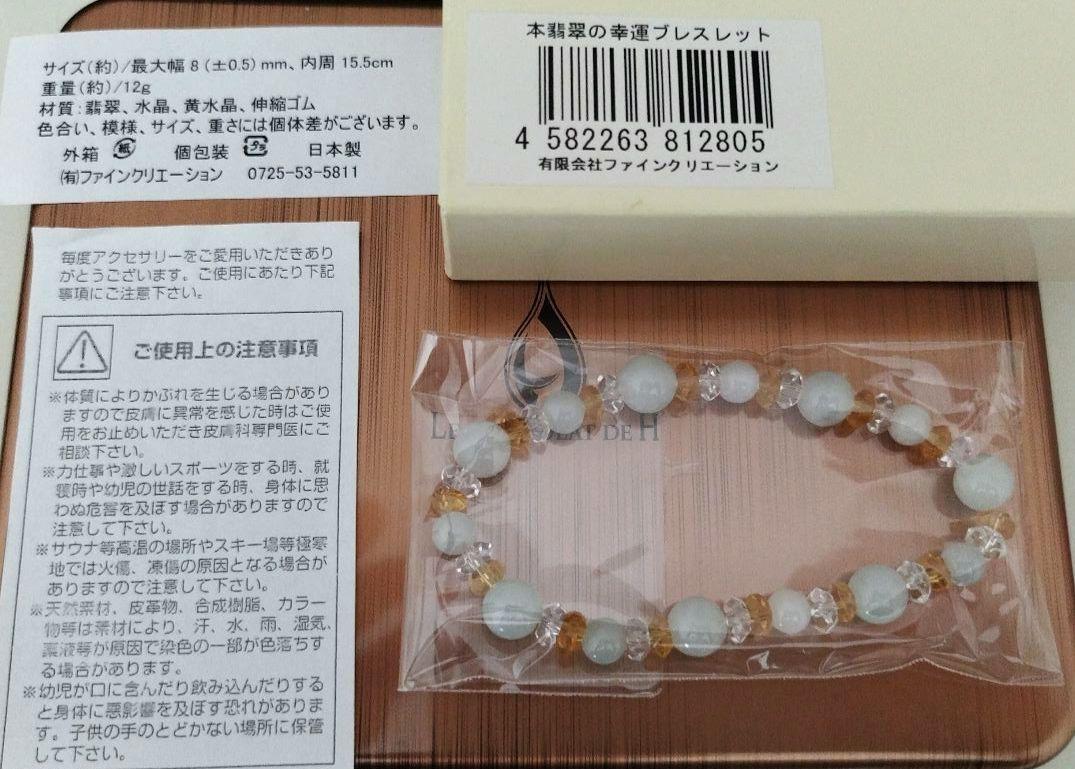 サイズ(約)/最大幅 8 (±0.5) mm、内周 15.5cm
重量(約)/12g
材質:翡翠、水晶、黄水晶、伸縮ゴム
色合い、模様、サイズ、重さには個体差がございます。
外箱 紙 個包装 プラ 日本製
(有)ファインクリエーション 0725-53-5811
本翡翠の幸運ブレスレット
4 582263 812805
有限会社ファインクリエーション
毎度アクセサリーをご愛用いただきあり
がとうございます。ご使用にあたり下記
事項にご注意下さい。
ご使用上の注意事項
※体質によりかぶれを生じる場合があり
ますので皮膚に異常を感じた時はご使
用をお止めいただき皮膚科専門医にご
相談下さい。
※力仕事や激しいスポーツをする時、就
寝時や幼児の世話をする時、身体に思
わぬ危害を及ぼす場合がありますので
注意して下さい。
※サウナ等高温の場所やスキー場等極寒
地では火傷、凍傷の原因となる場合が
ありますので注意して下さい。
※天然素材、皮革物、合成樹脂、カラー
物等は素材により、汗、水、雨、湿気、
薬液等が原因で染色の一部が色落ちす
る場合があります。
※幼児が口に含んだり飲み込んだりする
と身体に悪影響を及ぼす恐れがありま
す。子供の手のとどかない場所に保管
して下さい。
DE H